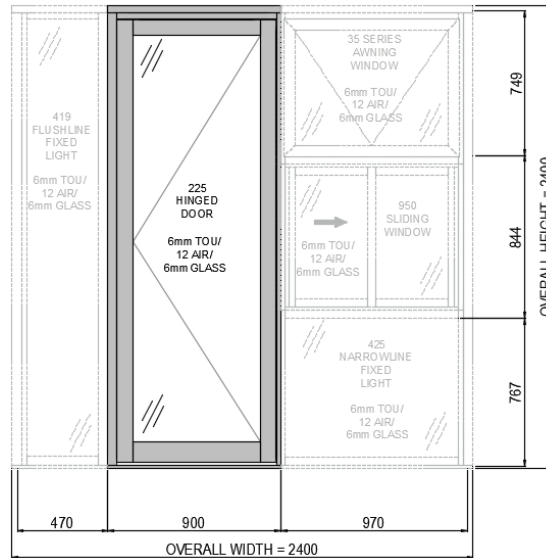 419
FLUSHLINE
FIXED
LIGHT
6mm TOU/
12 AIR/
6mm GLASS
225
HINGED
DOOR
6mm TOU/
12 AIR/
6mm GLASS
35 SERIES
AWNING
WINDOW
6mm TOU/
12 AIR/
6mm GLASS
950
SLIDING
WINDOW
6mm TOU/
12 AIR/
6mm GLASS
425
NARROWLINE
FIXED
LIGHT
6mm TOU/
12 AIR/
6mm GLASS
749
844
767
OVERALL HEIGHT = 2400
470
900
970
OVERALL WIDTH = 2400